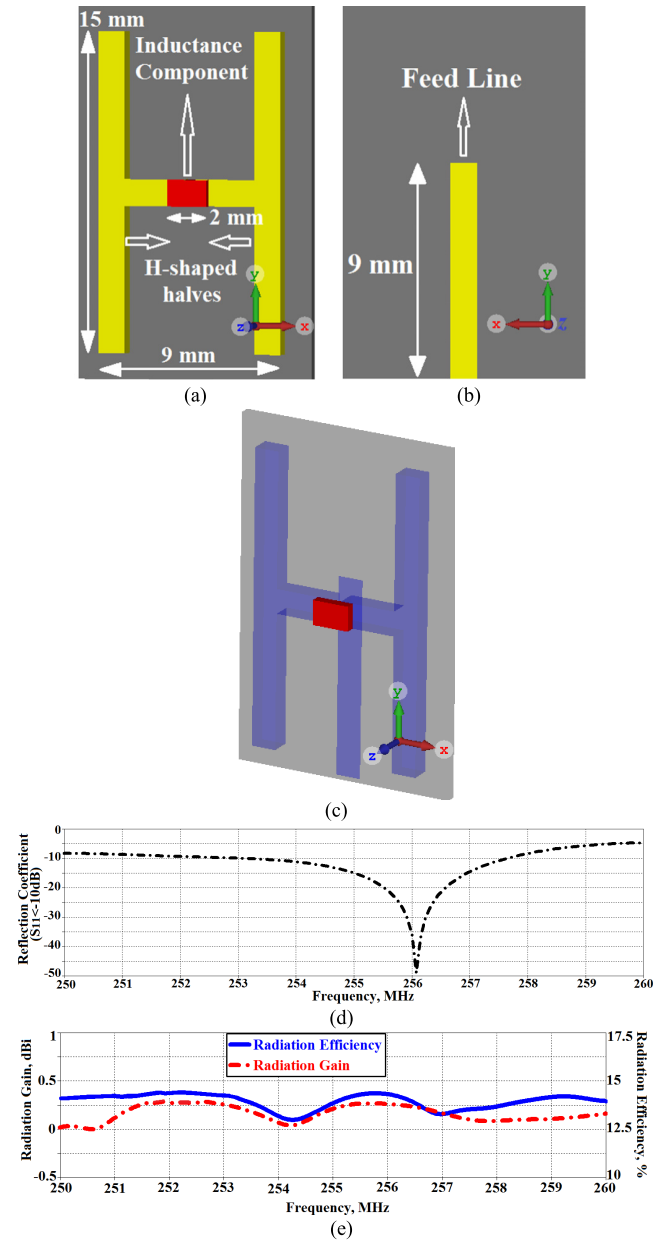 15 mm
Inductance
Component
2 mm
H-shaped
halves
y
z
x
9 mm
(a)
Feed Line
9 mm
y
x
z
(b)
y
x
z
(c)
Reflection Coefficient
(S11<-10dB)
0
-10
-20
-30
-40
-50
250 251 252 253 254 255 256 257 258 259 260
Frequency, MHz
(d)
Radiation Gain, dBi
1
0.5
0
-0.5
Radiation Efficiency
Radiation Gain
17.5
15
12.5
10
Radiation Efficiency, %
250 251 252 253 254 255 256 257 258 259 260
Frequency, MHz
(e)